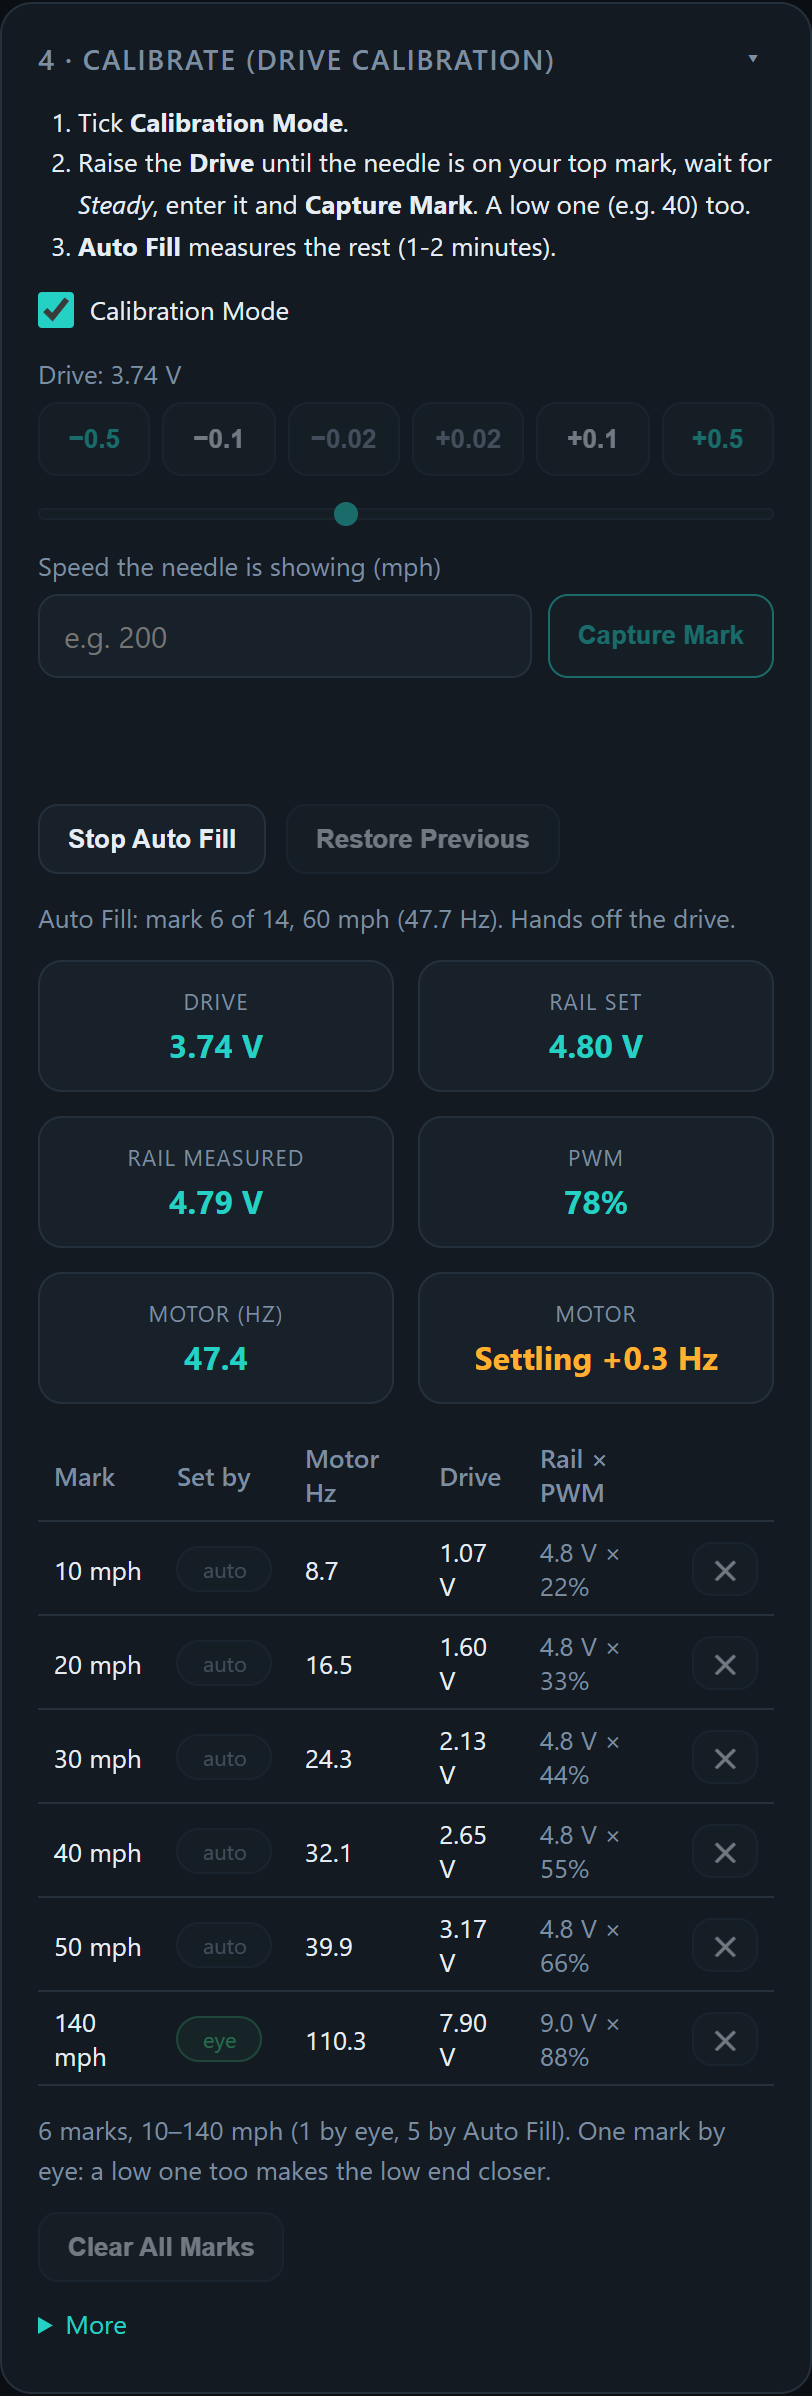 4 · CALIBRATE (DRIVE CALIBRATION)
1. Tick Calibration Mode.
2. Raise the Drive until the needle is on your top mark, wait for
Steady, enter it and Capture Mark. A low one (e.g. 40) too.
3. Auto Fill measures the rest (1-2 minutes).
Calibration Mode
Drive: 3.74 V
−0.5 −0.1 −0.02 +0.02 +0.1 +0.5
Speed the needle is showing (mph)
e.g. 200 Capture Mark
Stop Auto Fill Restore Previous
Auto Fill: mark 6 of 14, 60 mph (47.7 Hz). Hands off the drive.
DRIVE
3.74 V
RAIL SET
4.80 V
RAIL MEASURED
4.79 V
PWM
78%
MOTOR (HZ)
47.4
MOTOR
Settling +0.3 Hz
Mark Set by Motor Hz Drive Rail × PWM
10 mph auto 8.7 1.07 V 4.8 V × 22% ✕
20 mph auto 16.5 1.60 V 4.8 V × 33% ✕
30 mph auto 24.3 2.13 V 4.8 V × 44% ✕
40 mph auto 32.1 2.65 V 4.8 V × 55% ✕
50 mph auto 39.9 3.17 V 4.8 V × 66% ✕
140 mph eye 110.3 7.90 V 9.0 V × 88% ✕
6 marks, 10–140 mph (1 by eye, 5 by Auto Fill). One mark by
eye: a low one too makes the low end closer.
Clear All Marks
More